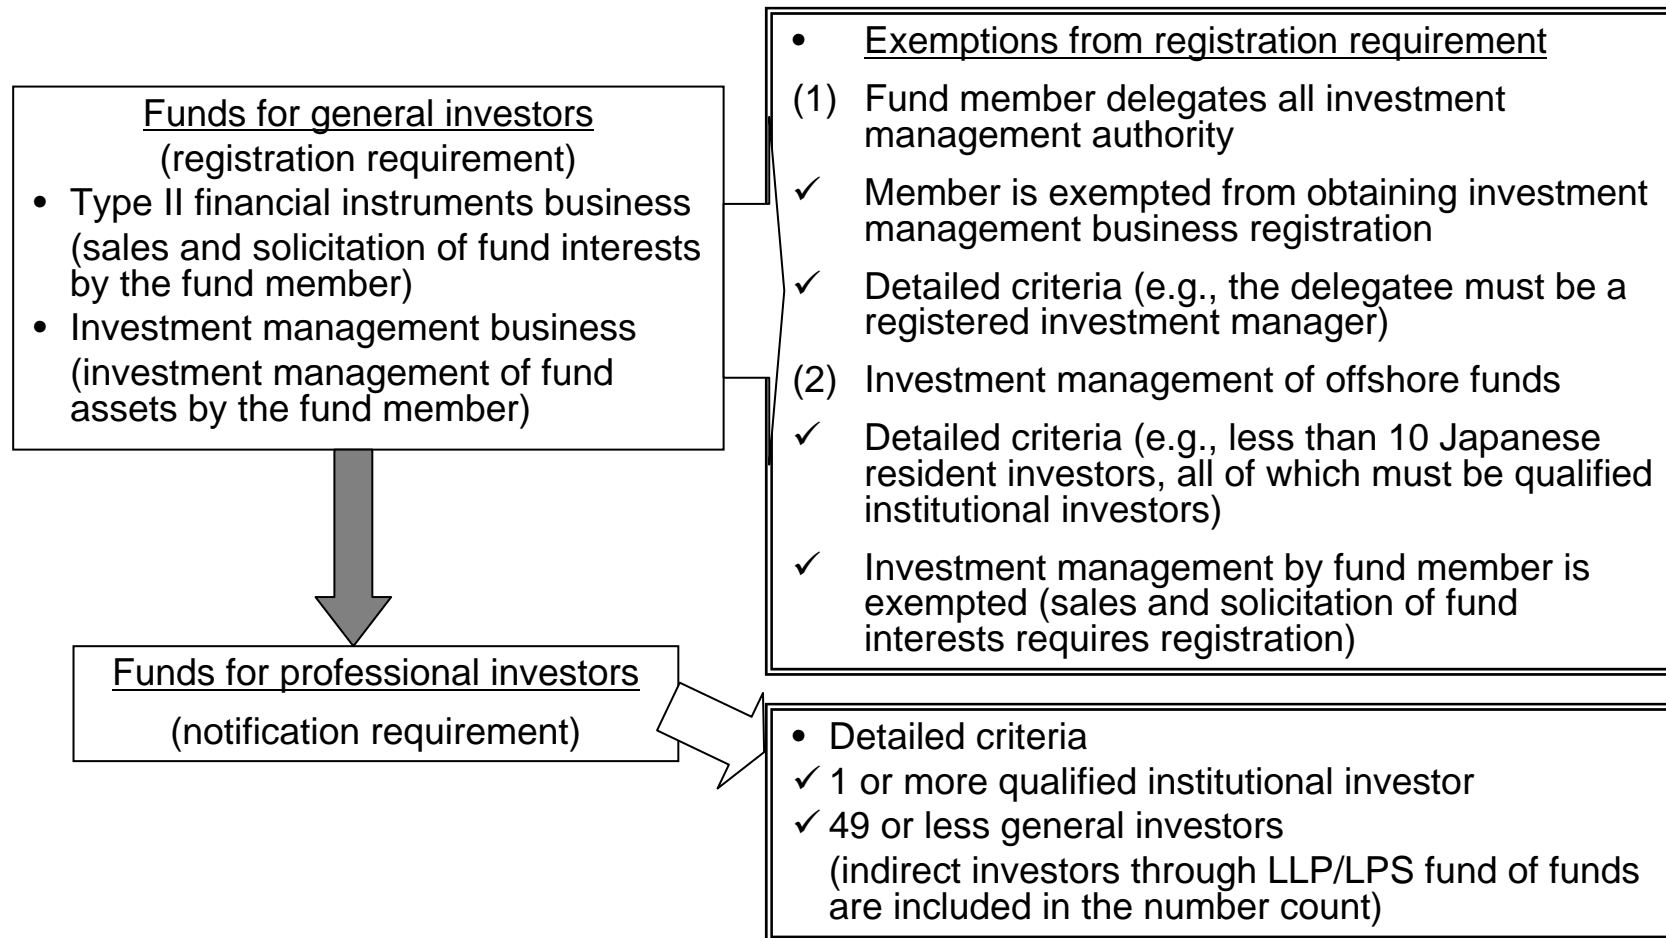 Funds for general investors
(registration requirement)
• Type II financial instruments business
(sales and solicitation of fund interests
by the fund member)
• Investment management business
(investment management of fund
assets by the fund member)
Funds for professional investors
(notification requirement)
• Exemptions from registration requirement
(1) Fund member delegates all investment
management authority
✓ Member is exempted from obtaining investment
management business registration
✓ Detailed criteria (e.g., the delegatee must be a
registered investment manager)
(2) Investment management of offshore funds
✓ Detailed criteria (e.g., less than 10 Japanese
resident investors, all of which must be qualified
institutional investors)
✓ Investment management by fund member is
exempted (sales and solicitation of fund
interests requires registration)
• Detailed criteria
✓ 1 or more qualified institutional investor
✓ 49 or less general investors
(indirect investors through LLP/LPS fund of funds
are included in the number count)